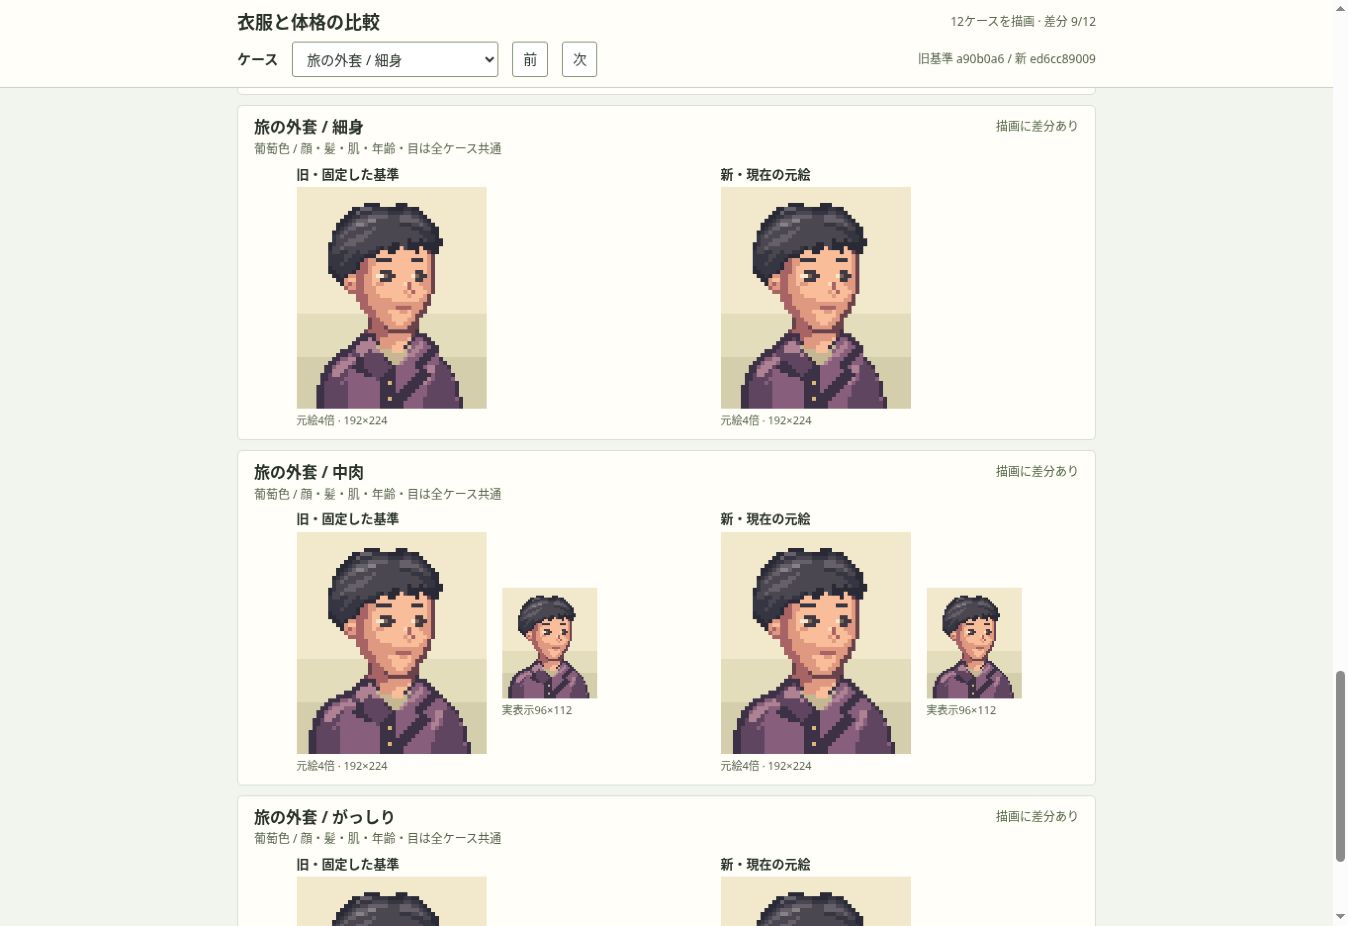 衣服と体格の比較
12ケースを描画 · 差分 9/12
ケース
旅の外套 / 細身
前
次
旧基準 a90b0a6 / 新 ed6cc89009
旅の外套 / 細身
描画に差分あり
葡萄色 / 顔・髪・肌・年齢・目は全ケース共通
旧・固定した基準
新・現在の元絵
元絵4倍 · 192×224
元絵4倍 · 192×224
旅の外套 / 中肉
描画に差分あり
葡萄色 / 顔・髪・肌・年齢・目は全ケース共通
旧・固定した基準
新・現在の元絵
実表示96×112
実表示96×112
元絵4倍 · 192×224
元絵4倍 · 192×224
旅の外套 / がっしり
描画に差分あり
葡萄色 / 顔・髪・肌・年齢・目は全ケース共通
旧・固定した基準
新・現在の元絵